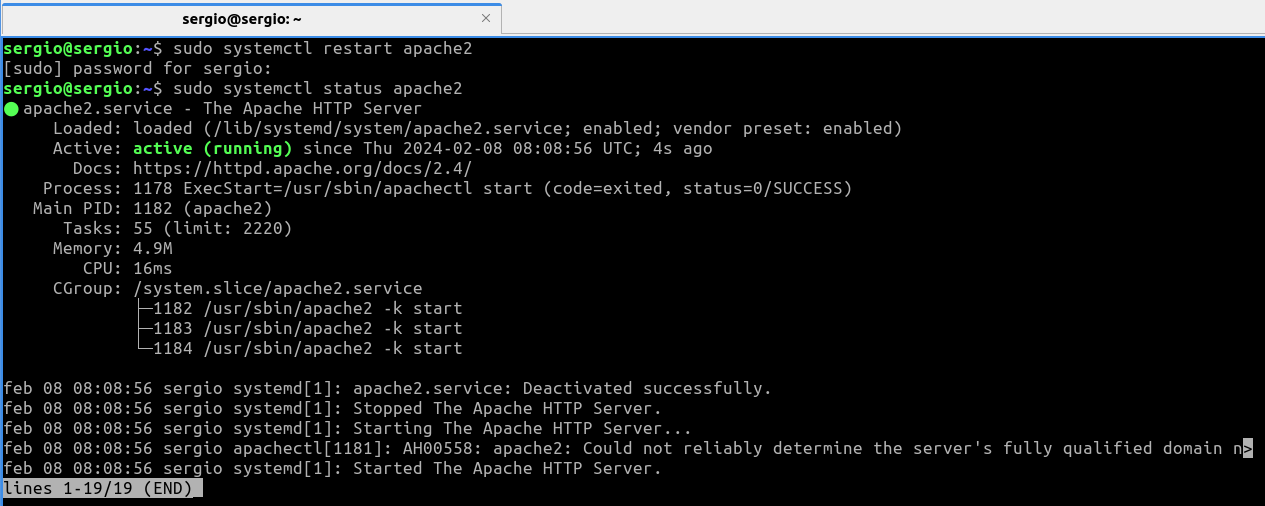 sergio@sergio: ~ ×
sergio@sergio:~$ sudo systemctl restart apache2
[sudo] password for sergio:
sergio@sergio:~$ sudo systemctl status apache2
● apache2.service - The Apache HTTP Server
     Loaded: loaded (/lib/systemd/system/apache2.service; enabled; vendor preset: enabled)
     Active: active (running) since Thu 2024-02-08 08:08:56 UTC; 4s ago
       Docs: https://httpd.apache.org/docs/2.4/
    Process: 1178 ExecStart=/usr/sbin/apachectl start (code=exited, status=0/SUCCESS)
   Main PID: 1182 (apache2)
      Tasks: 55 (limit: 2220)
     Memory: 4.9M
        CPU: 16ms
     CGroup: /system.slice/apache2.service
             ├─1182 /usr/sbin/apache2 -k start
             ├─1183 /usr/sbin/apache2 -k start
             └─1184 /usr/sbin/apache2 -k start
feb 08 08:08:56 sergio systemd[1]: apache2.service: Deactivated successfully.
feb 08 08:08:56 sergio systemd[1]: Stopped The Apache HTTP Server.
feb 08 08:08:56 sergio systemd[1]: Starting The Apache HTTP Server...
feb 08 08:08:56 sergio apachectl[1181]: AH00558: apache2: Could not reliably determine the server's fully qualified domain n>
feb 08 08:08:56 sergio systemd[1]: Started The Apache HTTP Server.
lines 1-19/19 (END)